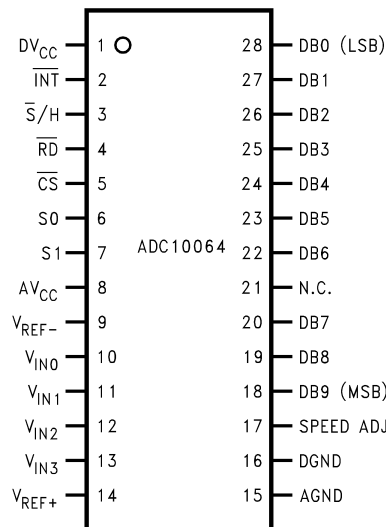 DVCC 1 28 DB0 (LSB)
INT 2 27 DB1
S/H 3 26 DB2
RD 4 25 DB3
CS 5 24 DB4
S0 6 23 DB5
S1 7 ADC10064 22 DB6
AVCC 8 21 N.C.
VREF- 9 20 DB7
VIN0 10 19 DB8
VIN1 11 18 DB9 (MSB)
VIN2 12 17 SPEED ADJ
VIN3 13 16 DGND
VREF+ 14 15 AGND